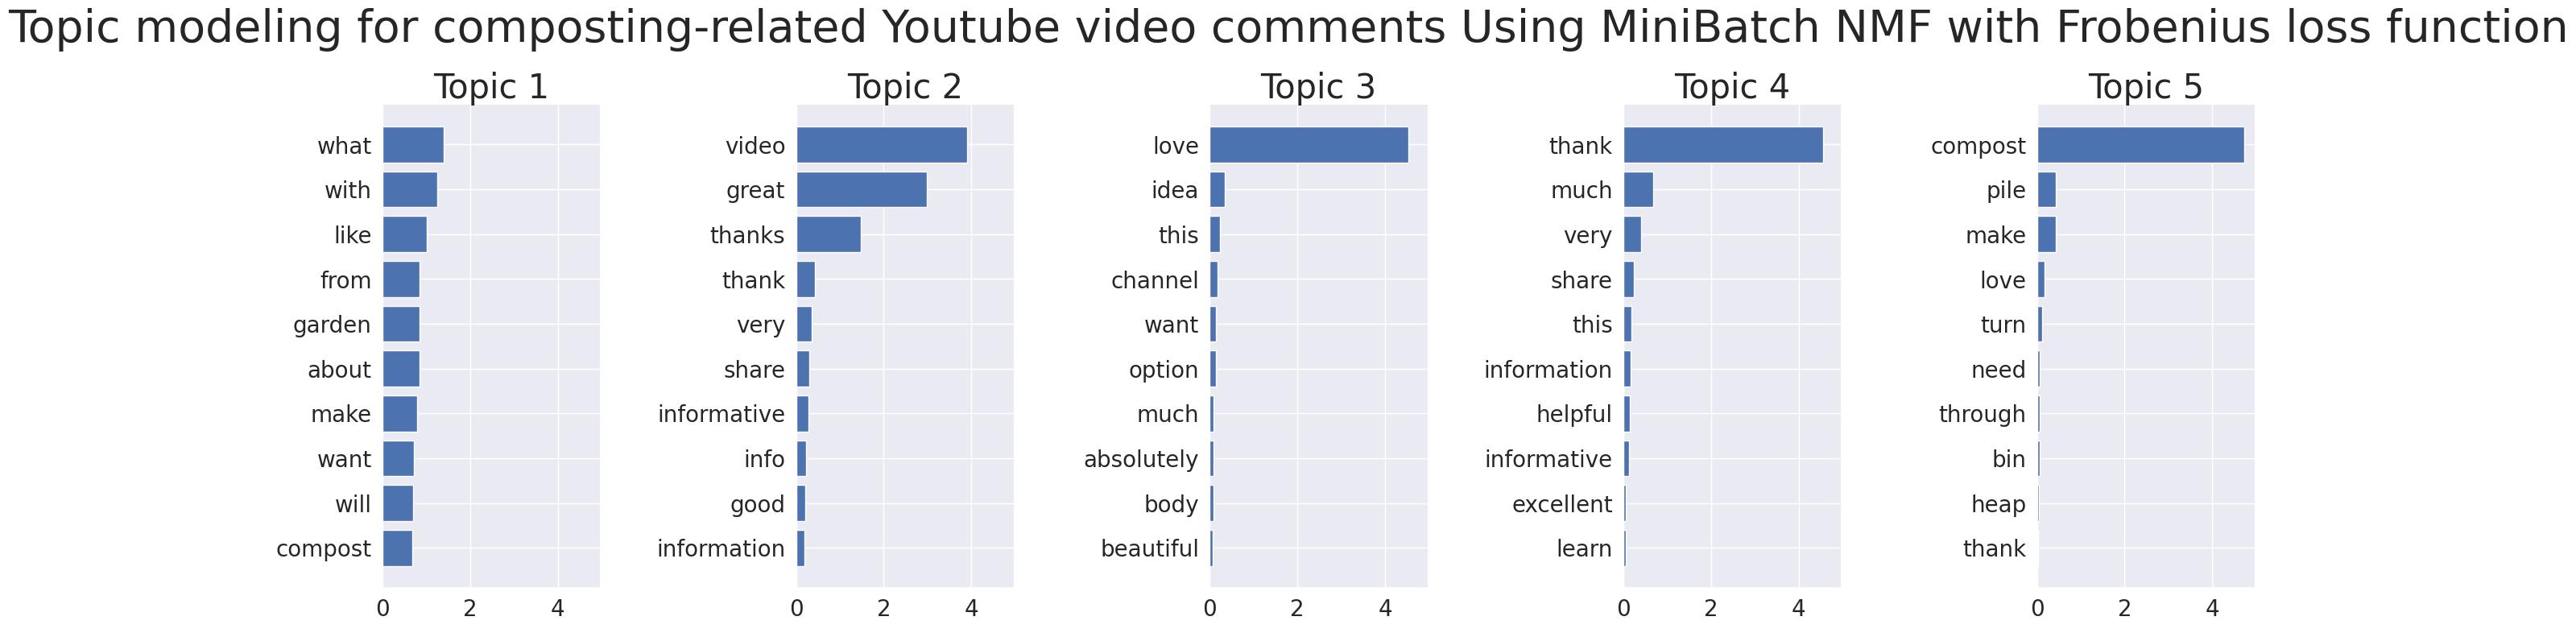 Topic modeling for composting-related Youtube video comments Using MiniBatch NMF with Frobenius loss function
Topic 1
what
with
like
from
garden
about
make
want
will
compost
0 2 4
Topic 2
video
great
thanks
thank
very
share
informative
info
good
information
0 2 4
Topic 3
love
idea
this
channel
want
option
much
absolutely
body
beautiful
0 2 4
Topic 4
thank
much
very
share
this
information
helpful
informative
excellent
learn
0 2 4
Topic 5
compost
pile
make
love
turn
need
through
bin
heap
thank
0 2 4